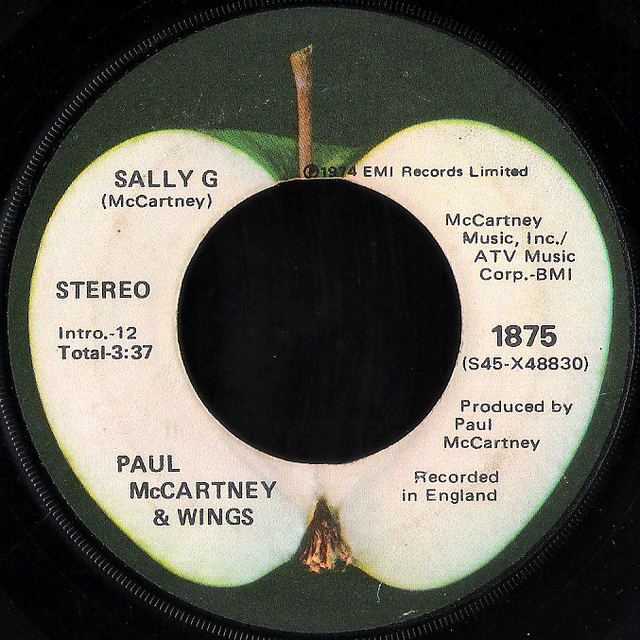 SALLY G
(McCartney)
℗1974 EMI Records Limited
McCartney
Music, Inc./
ATV Music
Corp.-BMI
STEREO
Intro.-12
Total-3:37
1875
(S45-X48830)
Produced by
Paul
McCartney
PAUL
McCARTNEY
& WINGS
Recorded
in England